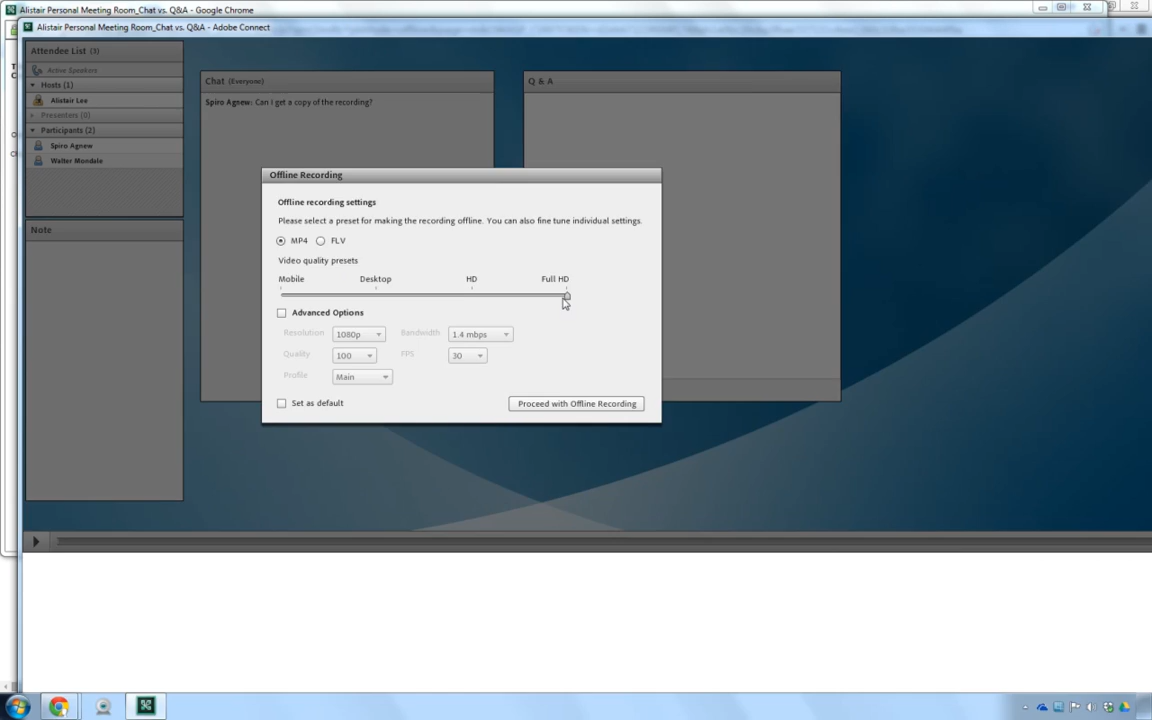 Alistair Personal Meeting Room_Chat vs. Q&A - Google Chrome
Alistair Personal Meeting Room_Chat vs. Q&A - Adobe Connect
Attendee List (3)
Active Speakers
Hosts (1)
Alistair Lee
Presenters (0)
Participants (2)
Spiro Agnew
Walter Mondale
Note
Chat (Everyone)
Spiro Agnew: Can I get a copy of the recording?
Q & A
Offline Recording
Offline recording settings
Please select a preset for making the recording offline. You can also fine tune individual settings.
MP4 FLV
Video quality presets
Mobile Desktop HD Full HD
Advanced Options
Resolution 1080p Bandwidth 1.4 mbps
Quality 100 FPS 30
Profile Main
Set as default Proceed with Offline Recording